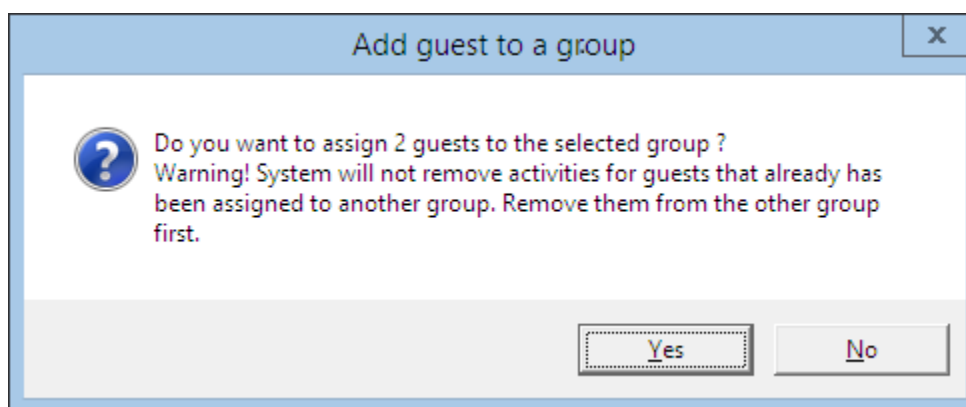 Add guest to a group
x
Do you want to assign 2 guests to the selected group ?
Warning! System will not remove activities for guests that already has
been assigned to another group. Remove them from the other group
first.
Yes
No